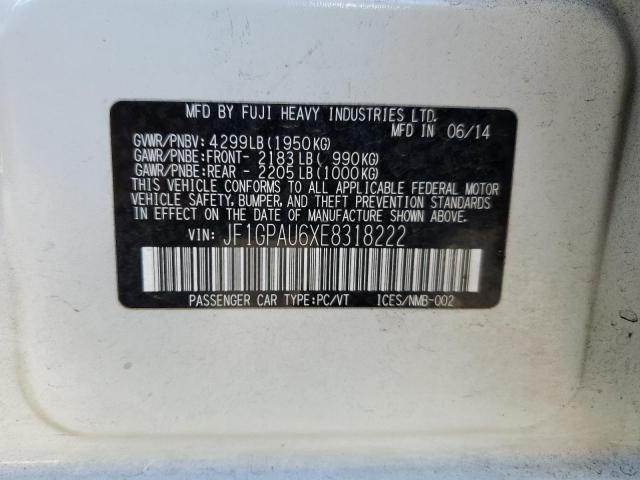 MFD BY FUJI HEAVY INDUSTRIES LTD.
MFD IN 06/14
GVWR/PNBV: 4299LB(1950KG)
GAWR/PNBE:FRONT- 2183LB( 990KG)
GAWR/PNBE:REAR - 2205LB(1000KG)
THIS VEHICLE CONFORMS TO ALL APPLICABLE FEDERAL MOTOR
VEHICLE SAFETY, BUMPER, AND THEFT PREVENTION STANDARDS
IN EFFECT ON THE DATE OF MANUFACTURE SHOWN ABOVE.
VIN: JF1GPAU6XE8318222
PASSENGER CAR TYPE:PC/VT ICES/NMB-002